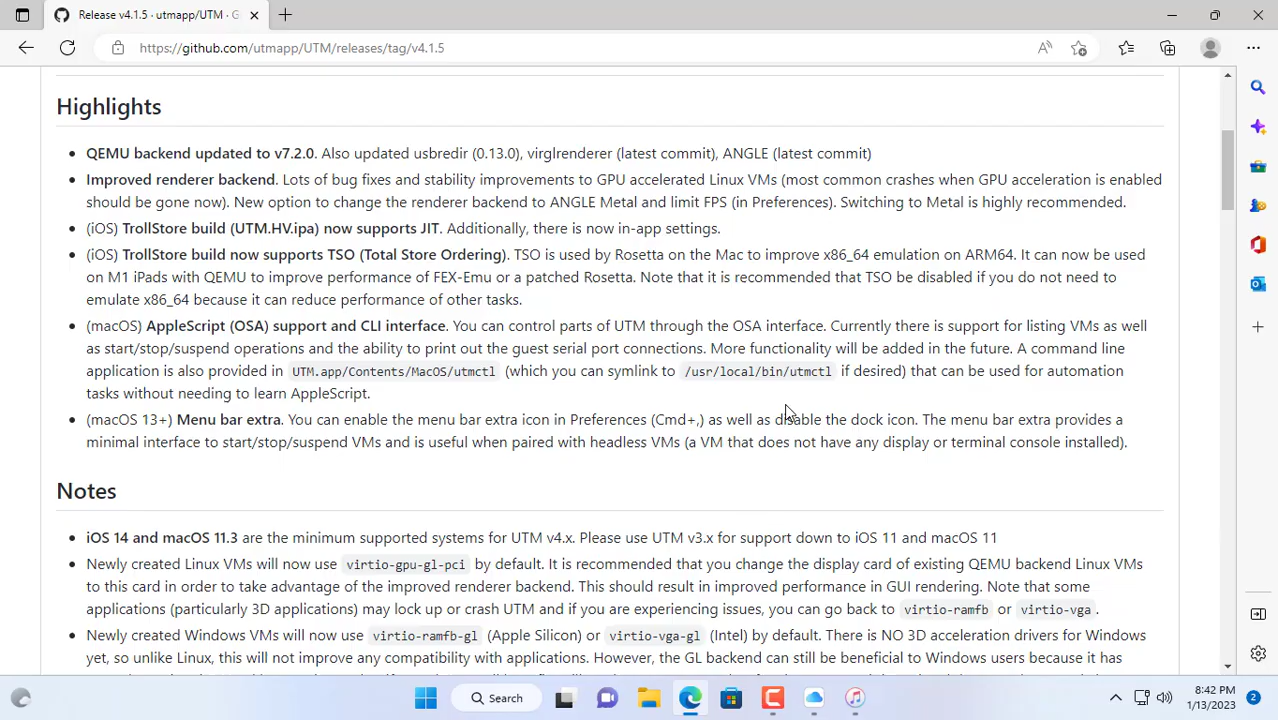 Release v4.1.5 · utmapp/UTM · G
https://github.com/utmapp/UTM/releases/tag/v4.1.5
Highlights
• QEMU backend updated to v7.2.0. Also updated usbredir (0.13.0), virglrenderer (latest commit), ANGLE (latest commit)
• Improved renderer backend. Lots of bug fixes and stability improvements to GPU accelerated Linux VMs (most common crashes when GPU acceleration is enabled
should be gone now). New option to change the renderer backend to ANGLE Metal and limit FPS (in Preferences). Switching to Metal is highly recommended.
• (iOS) TrollStore build (UTM.HV.ipa) now supports JIT. Additionally, there is now in-app settings.
• (iOS) TrollStore build now supports TSO (Total Store Ordering). TSO is used by Rosetta on the Mac to improve x86_64 emulation on ARM64. It can now be used
on M1 iPads with QEMU to improve performance of FEX-Emu or a patched Rosetta. Note that it is recommended that TSO be disabled if you do not need to
emulate x86_64 because it can reduce performance of other tasks.
• (macOS) AppleScript (OSA) support and CLI interface. You can control parts of UTM through the OSA interface. Currently there is support for listing VMs as well
as start/stop/suspend operations and the ability to print out the guest serial port connections. More functionality will be added in the future. A command line
application is also provided in UTM.app/Contents/MacOS/utmctl (which you can symlink to /usr/local/bin/utmctl if desired) that can be used for automation
tasks without needing to learn AppleScript.
• (macOS 13+) Menu bar extra. You can enable the menu bar extra icon in Preferences (Cmd+,) as well as disable the dock icon. The menu bar extra provides a
minimal interface to start/stop/suspend VMs and is useful when paired with headless VMs (a VM that does not have any display or terminal console installed).
Notes
• iOS 14 and macOS 11.3 are the minimum supported systems for UTM v4.x. Please use UTM v3.x for support down to iOS 11 and macOS 11
• Newly created Linux VMs will now use virtio-gpu-gl-pci by default. It is recommended that you change the display card of existing QEMU backend Linux VMs
to this card in order to take advantage of the improved renderer backend. This should result in improved performance in GUI rendering. Note that some
applications (particularly 3D applications) may lock up or crash UTM and if you are experiencing issues, you can go back to virtio-ramfb or virtio-vga.
• Newly created Windows VMs will now use virtio-ramfb-gl (Apple Silicon) or virtio-vga-gl (Intel) by default. There is NO 3D acceleration drivers for Windows
yet, so unlike Linux, this will not improve any compatibility with applications. However, the GL backend can still be beneficial to Windows users because it has
Search
8:42 PM
1/13/2023
2